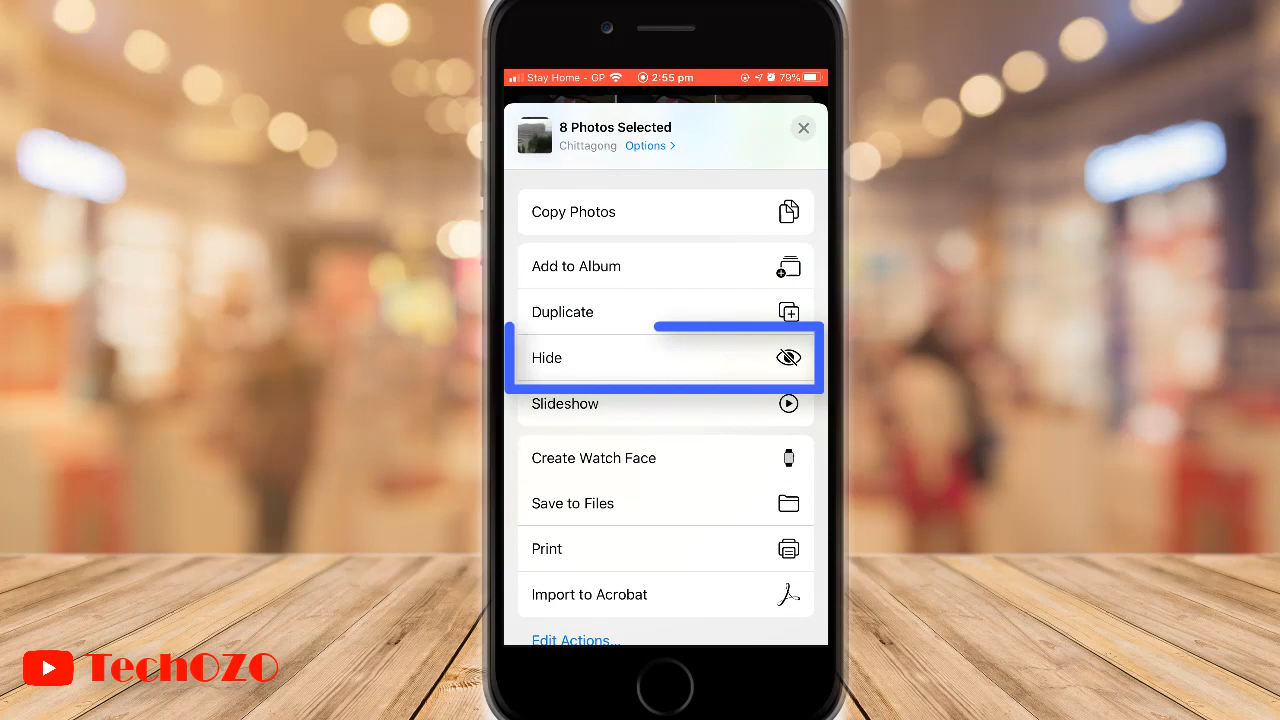 Stay Home - GP 2:55 pm 79%
8 Photos Selected
Chittagong Options >
Copy Photos
Add to Album
Duplicate
Hide
Slideshow
Create Watch Face
Save to Files
Print
Import to Acrobat
Edit Actions...
TechOZO